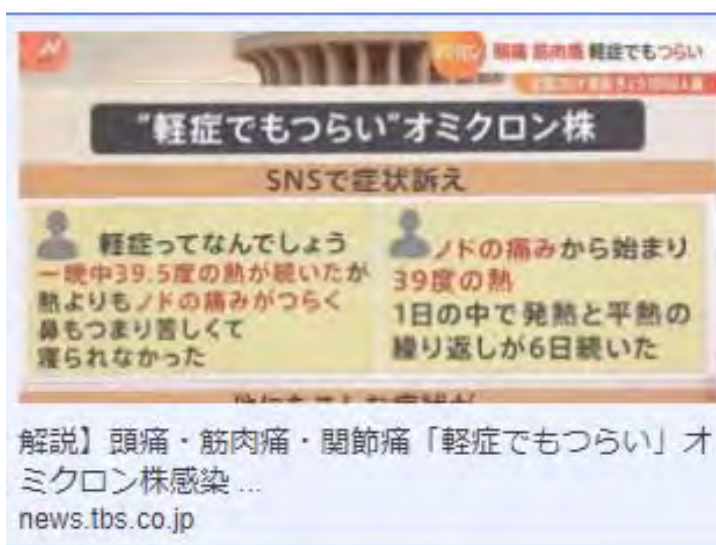 頭痛 筋肉痛 軽症でもつらい
"軽症でもつらい"オミクロン株
SNSで症状訴え
軽症ってなんでしょう
一晩中39.5度の熱が続いたが
熱よりもノドの痛みがつらく
鼻もつまり苦しくて
寝られなかった
ノドの痛みから始まり
39度の熱
1日の中で発熱と平熱の
繰り返しが6日続いた
解説】頭痛・筋肉痛・関節痛「軽症でもつらい」オ
ミクロン株感染 ...
news.tbs.co.jp